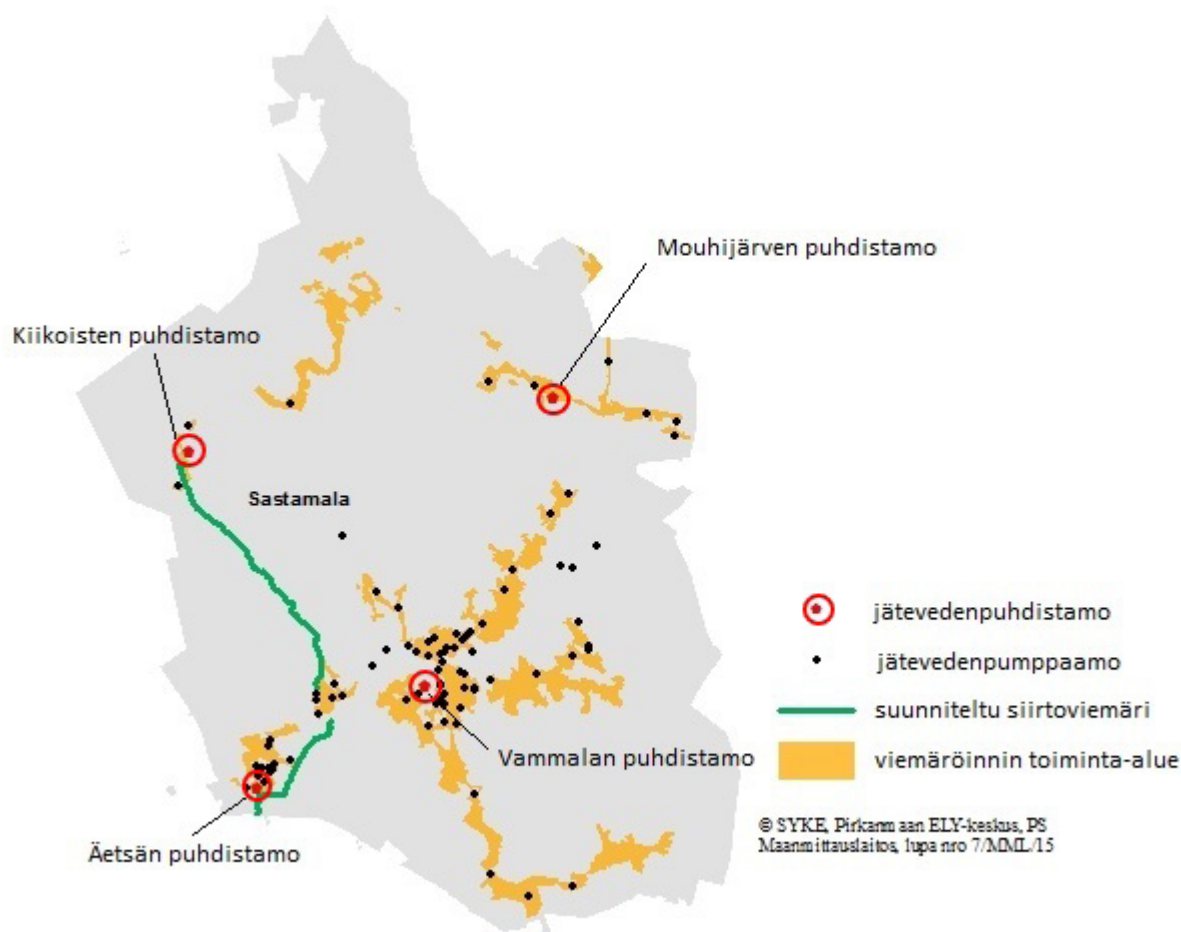 Mouhijärven puhdistamo
Kiikoisten puhdistamo
Sastamala
jätevedenpuhdistamo
jätevedenpumppaamo
suunniteltu siirtoviemäri
Vammalan puhdistamo
viemäröinnin toiminta-alue
© SYKE, Pirkanmaan ELY-keskus, PS
Maanmittauslaitos, lupa nro 7/MML/15
Äetsän puhdistamo